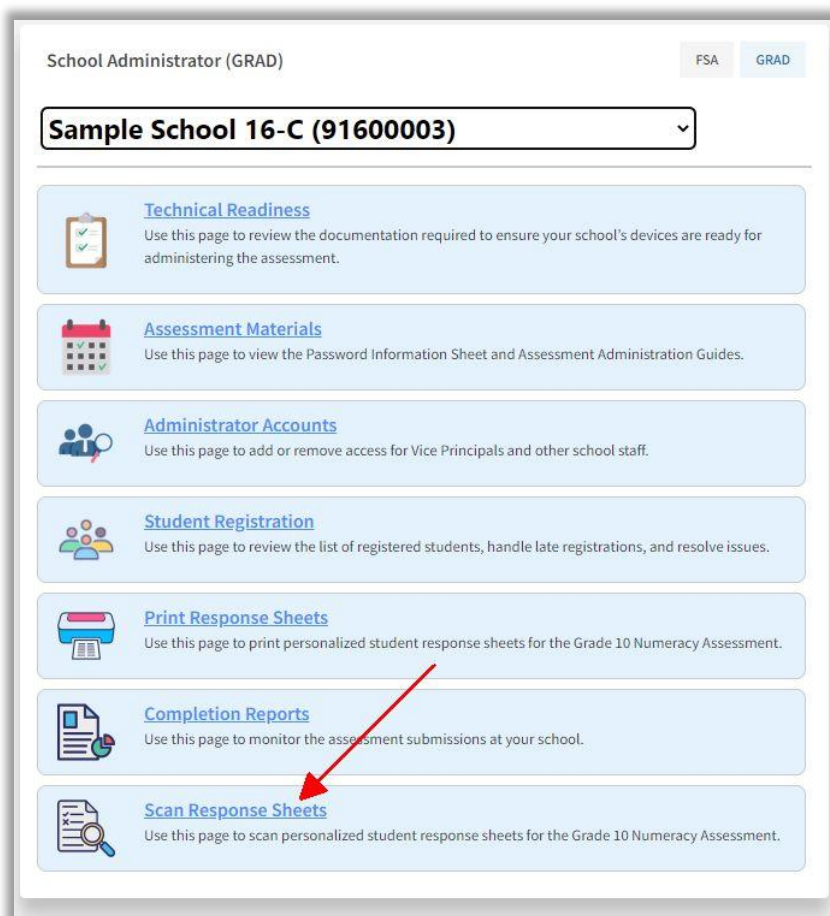 School Administrator (GRAD)
FSA
GRAD
Sample School 16-C (91600003)
Technical Readiness
Use this page to review the documentation required to ensure your school's devices are ready for
administering the assessment.
Assessment Materials
Use this page to view the Password Information Sheet and Assessment Administration Guides.
Administrator Accounts
Use this page to add or remove access for Vice Principals and other school staff.
Student Registration
Use this page to review the list of registered students, handle late registrations, and resolve issues.
Print Response Sheets
Use this page to print personalized student response sheets for the Grade 10 Numeracy Assessment.
Completion Reports
Use this page to monitor the assessment submissions at your school.
Scan Response Sheets
Use this page to scan personalized student response sheets for the Grade 10 Numeracy Assessment.